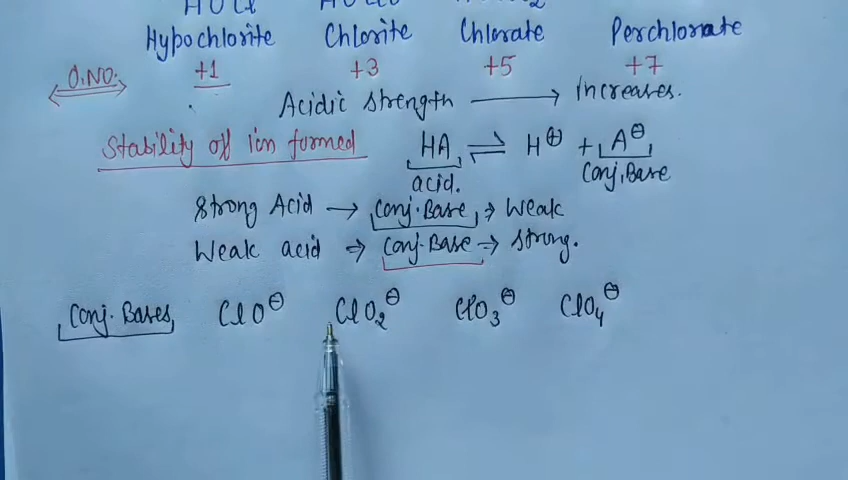 Hypochlorite Chlorite Chlorate Perchlorate
O.NO. +1 +3 +5 +7
Acidic strength ⟶ increases.
Stability of ion formed HA ⇌ H⊕ + A⊖
acid. Conj. Base
Strong Acid → Conj. Base → Weak
Weak acid ⇒ Conj. Base → strong.
Conj. Bases ClO⊖ ClO₂⊖ ClO₃⊖ ClO₄⊖